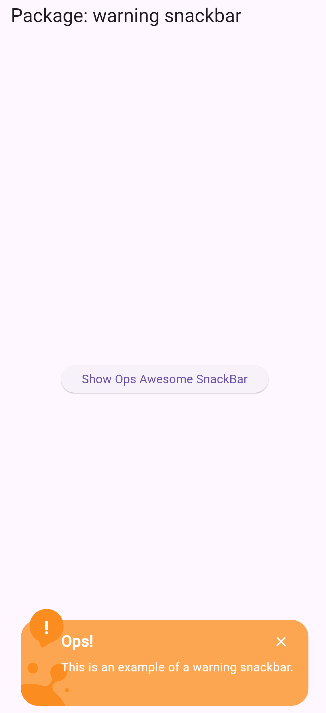 Package: warning snackbar
Show Ops Awesome SnackBar
!
Ops!
This is an example of a warning snackbar.